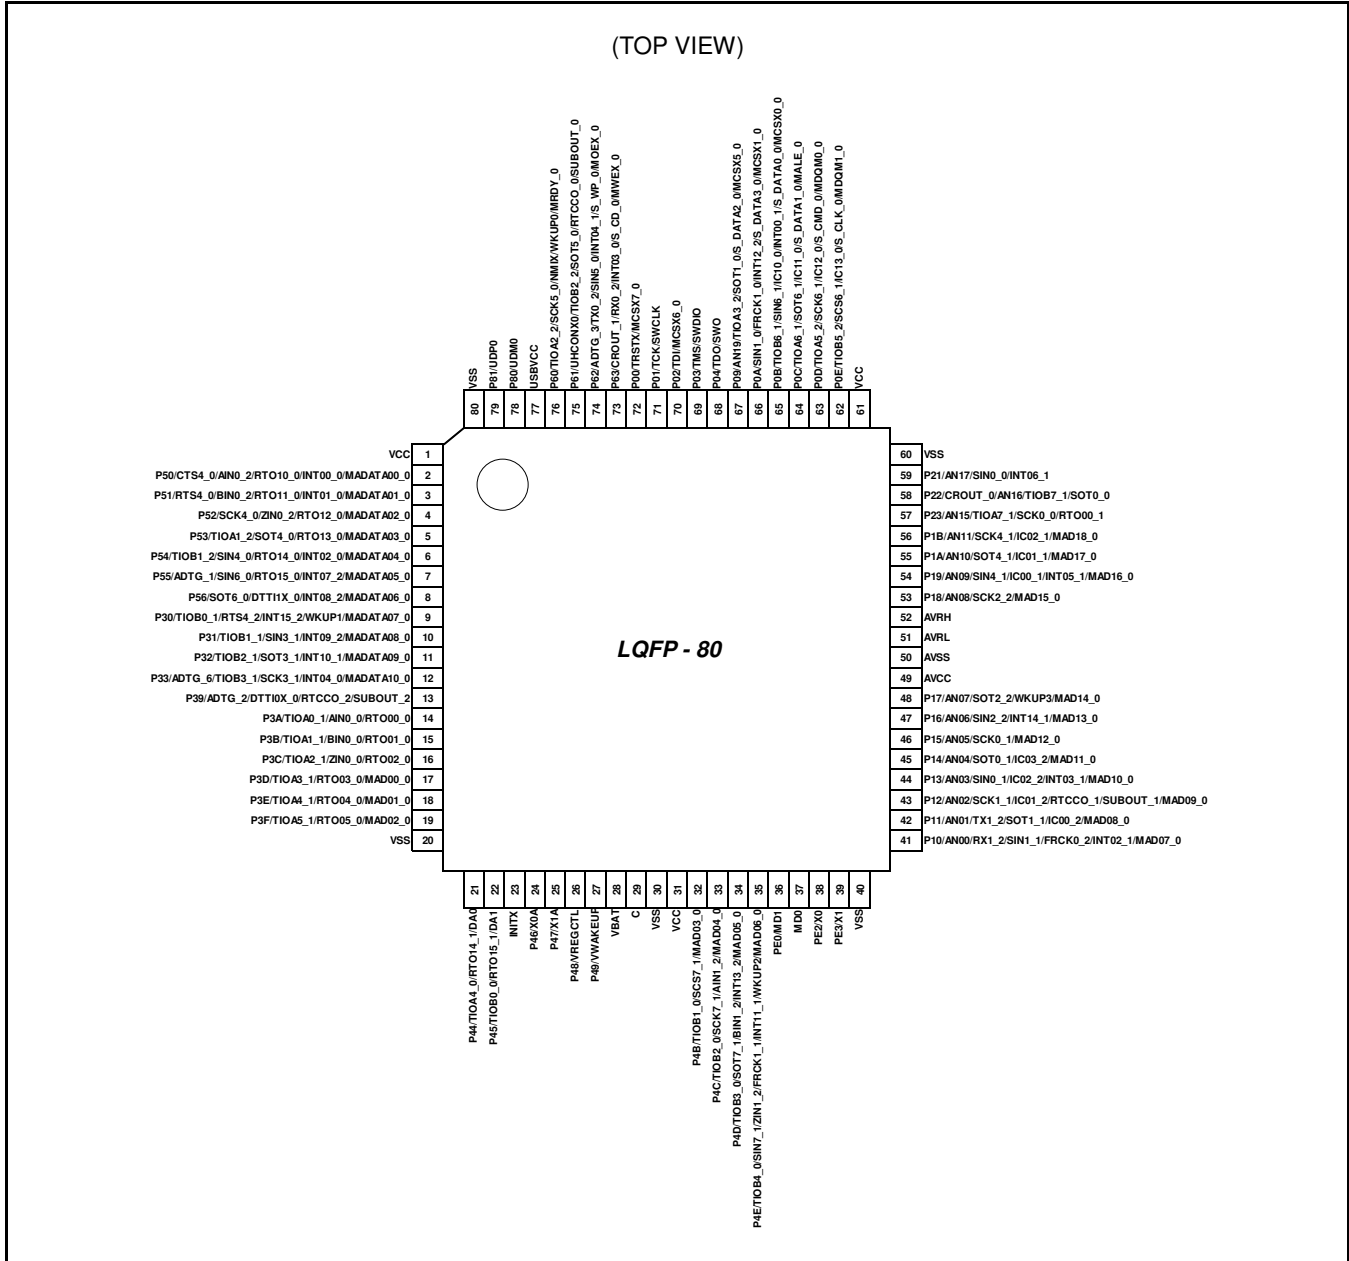 (TOP VIEW)
VSS
P81/UDP0
P80/UDM0
USBVCC
P60/TIOA2_2/SCK5_0/NMIX/WKUP0/MRDY_0
P61/UHCONX0/TIOB2_2/SOT5_0/RTCCO_0/SUBOUT_0
P62/ADTG_3/TX0_2/SIN5_0/INT04_1/S_WP_0/MOEX_0
P63/CROUT_1/RX0_2/INT03_0/S_CD_0/MWEX_0
P00/TRSTX/MCSX7_0
P01/TCK/SWCLK
P02/TDI/MCSX6_0
P03/TMS/SWDIO
P04/TDO/SWO
P09/AN19/TIOA3_2/SOT1_0/S_DATA2_0/MCSX5_0
P0A/SIN1_0/FRCK1_0/INT12_2/S_DATA3_0/MCSX1_0
P0B/TIOB6_1/SIN6_1/IC10_0/INT00_1/S_DATA0_0/MCSX0_0
P0C/TIOA6_1/SOT6_1/IC11_0/S_DATA1_0/MALE_0
P0D/TIOA5_2/SCK6_1/IC12_0/S_CMD_0/MDQM0_0
P0E/TIOB5_2/SCS6_1/IC13_0/S_CLK_0/MDQM1_0
VCC
80 79 78 77 76 75 74 73 72 71 70 69 68 67 66 65 64 63 62 61
VCC 1
P50/CTS4_0/AIN0_2/RTO10_0/INT00_0/MADATA00_0 2
P51/RTS4_0/BIN0_2/RTO11_0/INT01_0/MADATA01_0 3
P52/SCK4_0/ZIN0_2/RTO12_0/MADATA02_0 4
P53/TIOA1_2/SOT4_0/RTO13_0/MADATA03_0 5
P54/TIOB1_2/SIN4_0/RTO14_0/INT02_0/MADATA04_0 6
P55/ADTG_1/SIN6_0/RTO15_0/INT07_2/MADATA05_0 7
P56/SOT6_0/DTTI1X_0/INT08_2/MADATA06_0 8
P30/TIOB0_1/RTS4_2/INT15_2/WKUP1/MADATA07_0 9
P31/TIOB1_1/SIN3_1/INT09_2/MADATA08_0 10
P32/TIOB2_1/SOT3_1/INT10_1/MADATA09_0 11
P33/ADTG_6/TIOB3_1/SCK3_1/INT04_0/MADATA10_0 12
P39/ADTG_2/DTTI0X_0/RTCCO_2/SUBOUT_2 13
P3A/TIOA0_1/AIN0_0/RTO00_0 14
P3B/TIOA1_1/BIN0_0/RTO01_0 15
P3C/TIOA2_1/ZIN0_0/RTO02_0 16
P3D/TIOA3_1/RTO03_0/MAD00_0 17
P3E/TIOA4_1/RTO04_0/MAD01_0 18
P3F/TIOA5_1/RTO05_0/MAD02_0 19
VSS 20
LQFP - 80
60 VSS
59 P21/AN17/SIN0_0/INT06_1
58 P22/CROUT_0/AN16/TIOB7_1/SOT0_0
57 P23/AN15/TIOA7_1/SCK0_0/RTO00_1
56 P1B/AN11/SCK4_1/IC02_1/MAD18_0
55 P1A/AN10/SOT4_1/IC01_1/MAD17_0
54 P19/AN09/SIN4_1/IC00_1/INT05_1/MAD16_0
53 P18/AN08/SCK2_2/MAD15_0
52 AVRH
51 AVRL
50 AVSS
49 AVCC
48 P17/AN07/SOT2_2/WKUP3/MAD14_0
47 P16/AN06/SIN2_2/INT14_1/MAD13_0
46 P15/AN05/SCK0_1/MAD12_0
45 P14/AN04/SOT0_1/IC03_2/MAD11_0
44 P13/AN03/SIN0_1/IC02_2/INT03_1/MAD10_0
43 P12/AN02/SCK1_1/IC01_2/RTCCO_1/SUBOUT_1/MAD09_0
42 P11/AN01/TX1_2/SOT1_1/IC00_2/MAD08_0
41 P10/AN00/RX1_2/SIN1_1/FRCK0_2/INT02_1/MAD07_0
21 22 23 24 25 26 27 28 29 30 31 32 33 34 35 36 37 38 39 40
P44/TIOA4_0/RTO14_1/DA0
P45/TIOB0_0/RTO15_1/DA1
INITX
P46/X0A
P47/X1A
P48/VREGCTL
P49/VWAKEUP
VBAT
C
VSS
VCC
P4B/TIOB1_0/SCS7_1/MAD03_0
P4C/TIOB2_0/SCK7_1/AIN1_2/MAD04_0
P4D/TIOB3_0/SOT7_1/BIN1_2/INT13_2/MAD05_0
P4E/TIOB4_0/SIN7_1/ZIN1_2/FRCK1_1/INT11_1/WKUP2/MAD06_0
PE0/MD1
MD0
PE2/X0
PE3/X1
VSS